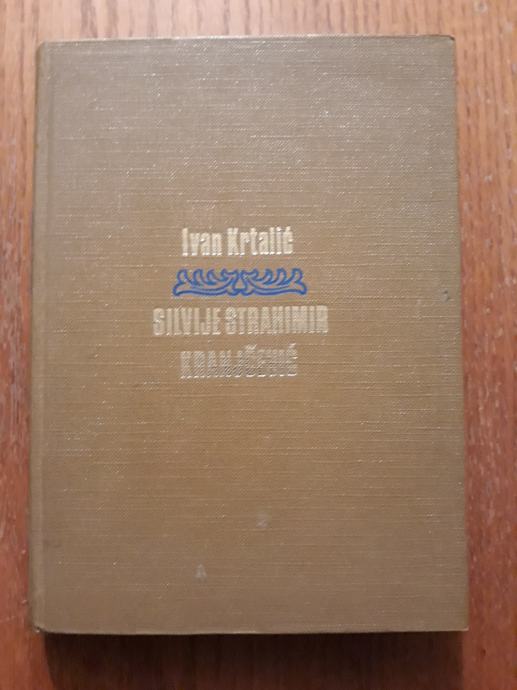 Ivan Krtalić
SILVIJE STRAHIMIR
KRANJČEVIĆ